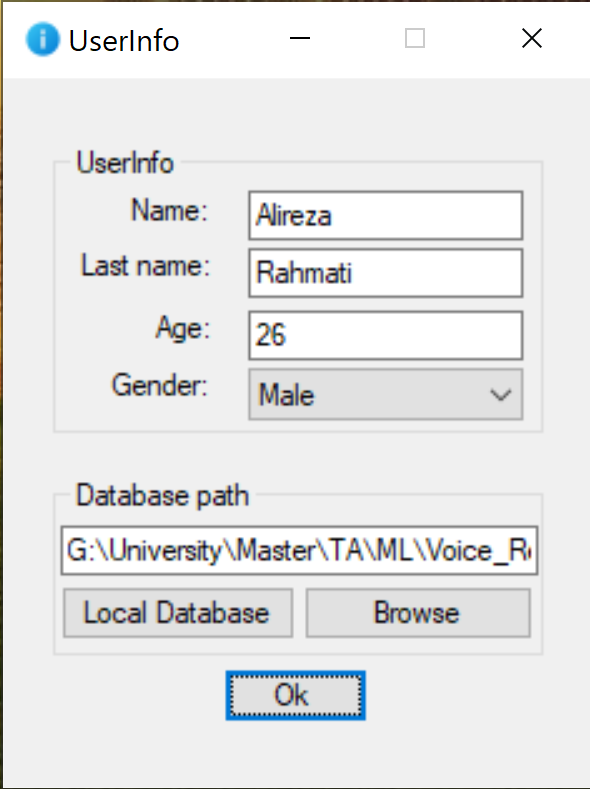 UserInfo
UserInfo
Name: Alireza
Last name: Rahmati
Age: 26
Gender: Male
Database path
G:\University\Master\TA\ML\Voice_R
Local Database Browse
Ok